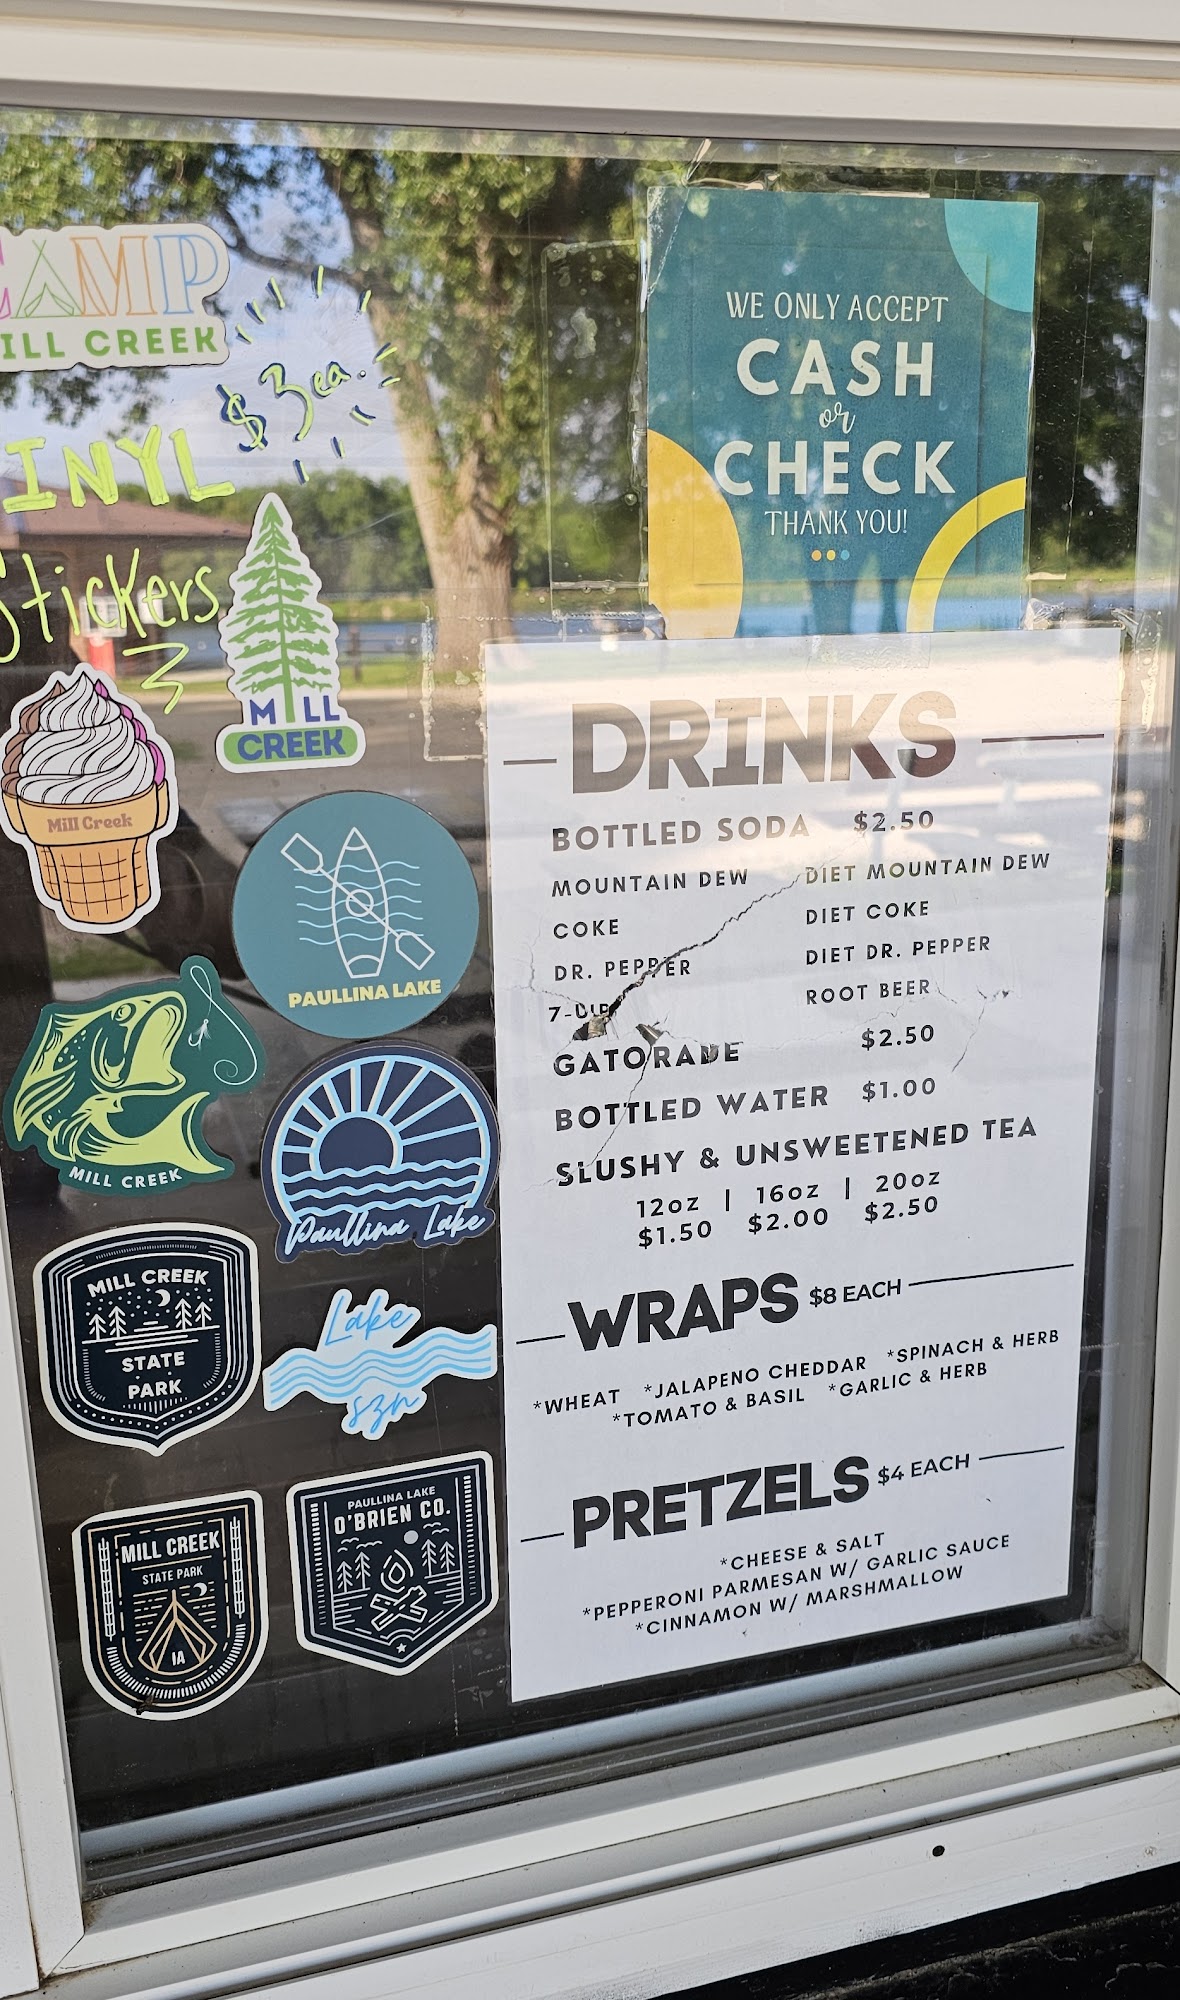 CAMP
MILL CREEK
$3 ea.
VINYL
Stickers
MILL
CREEK
Mill Creek
PAULLINA LAKE
MILL CREEK
Paullina Lake
MILL CREEK
STATE
PARK
Lake
szn
MILL CREEK
STATE PARK
IA
PAULLINA LAKE
O'BRIEN CO.
WE ONLY ACCEPT
CASH
or
CHECK
THANK YOU!
DRINKS
BOTTLED SODA $2.50
MOUNTAIN DEW DIET MOUNTAIN DEW
COKE DIET COKE
DR. PEPPER DIET DR. PEPPER
7-UP ROOT BEER
GATORADE $2.50
BOTTLED WATER $1.00
SLUSHY & UNSWEETENED TEA
12oz | 16oz | 20oz
$1.50 $2.00 $2.50
WRAPS $8 EACH
*WHEAT *JALAPENO CHEDDAR *SPINACH & HERB
*TOMATO & BASIL *GARLIC & HERB
PRETZELS $4 EACH
*CHEESE & SALT
*PEPPERONI PARMESAN W/ GARLIC SAUCE
*CINNAMON W/ MARSHMALLOW